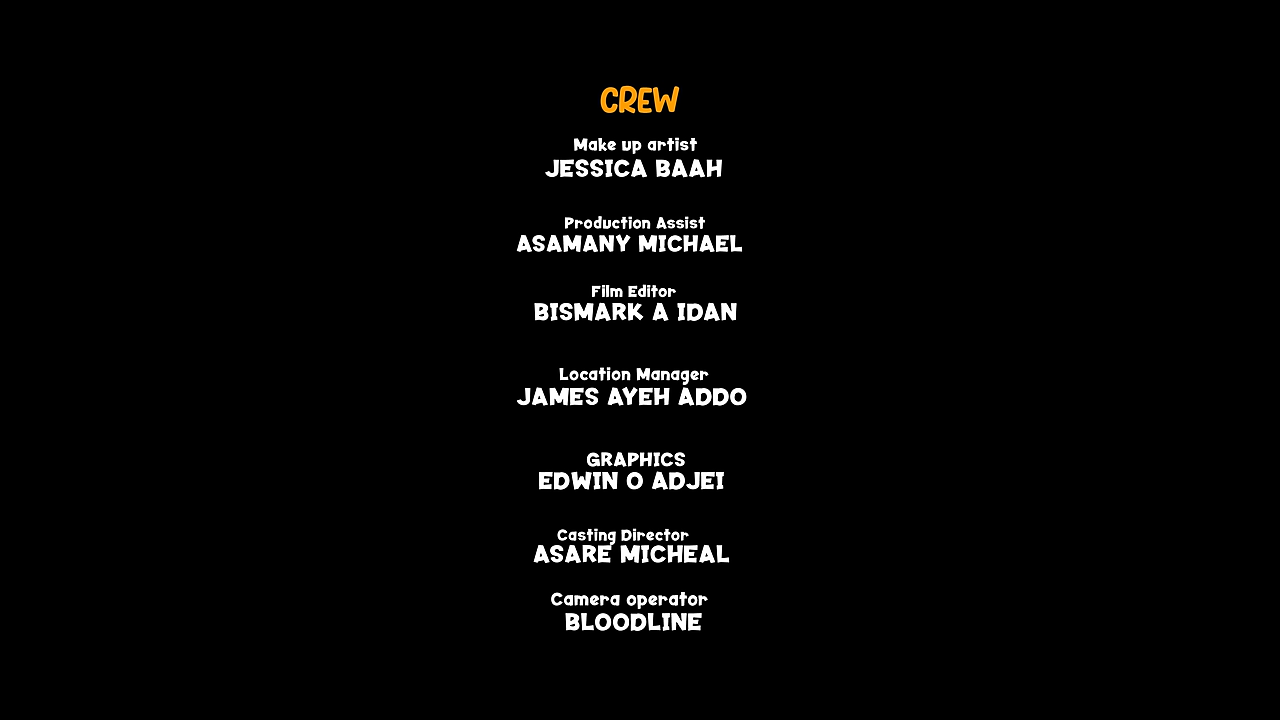 CREW
Make up artist
JESSICA BAAH
Production Assist
ASAMANY MICHAEL
Film Editor
BISMARK A IDAN
Location Manager
JAMES AYEH ADDO
GRAPHICS
EDWIN O ADJEI
Casting Director
ASARE MICHEAL
Camera operator
BLOODLINE